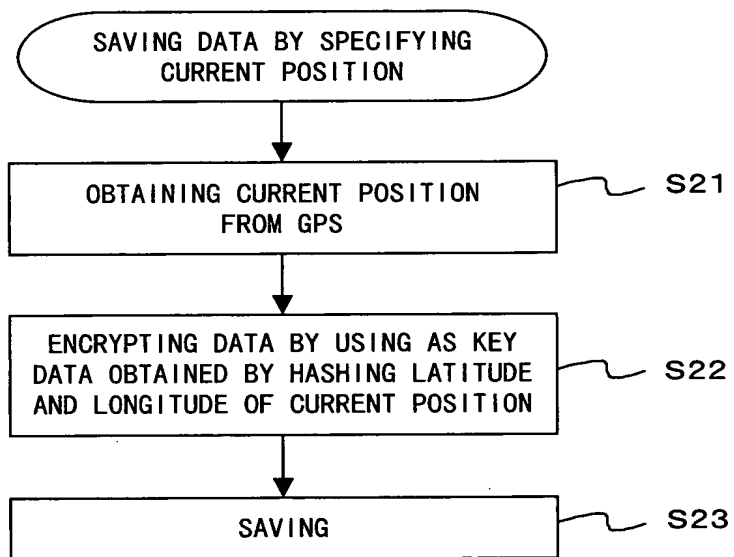 SAVING DATA BY SPECIFYING
CURRENT POSITION
OBTAINING CURRENT POSITION
FROM GPS
S21
ENCRYPTING DATA BY USING AS KEY
DATA OBTAINED BY HASHING LATITUDE
AND LONGITUDE OF CURRENT POSITION
S22
SAVING
S23